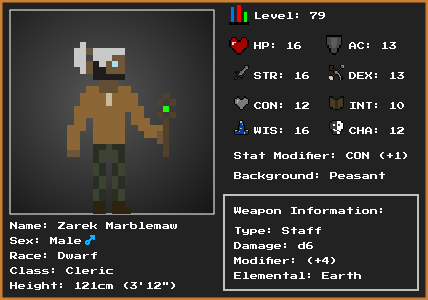 Level: 79
HP: 16 AC: 13
STR: 16 DEX: 13
CON: 12 INT: 10
WIS: 16 CHA: 12
Stat Modifier: CON (+1)
Background: Peasant
Name: Zarek Marblemaw
Sex: Male ♂
Race: Dwarf
Class: Cleric
Height: 121cm (3'12")
Weapon Information:
Type: Staff
Damage: d6
Modifier: (+4)
Elemental: Earth